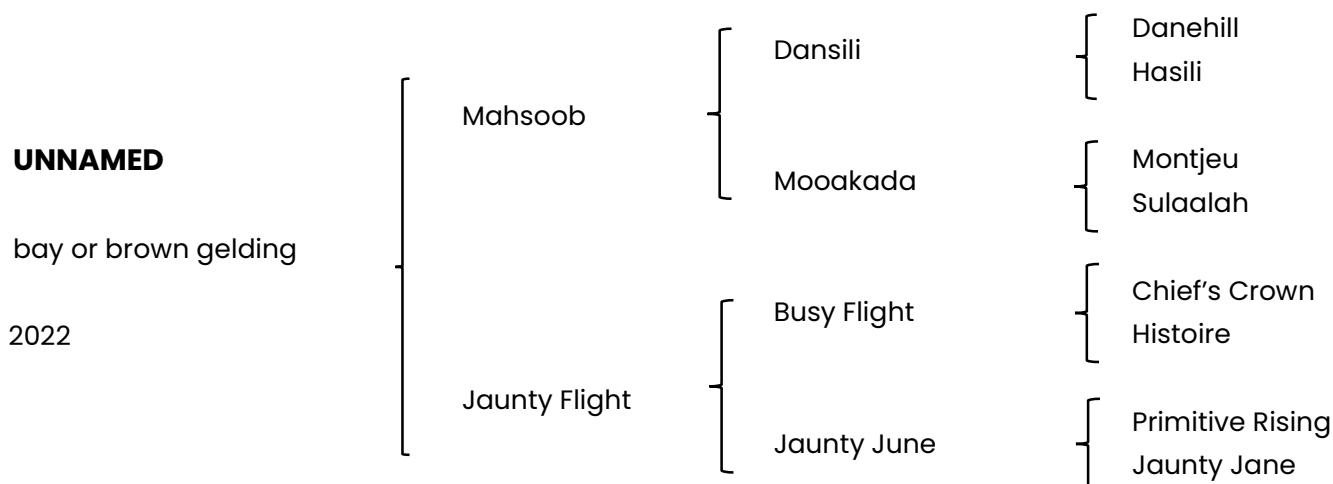 UNNAMED
bay or brown gelding
2022
Mahsoob
Jaunty Flight
Dansili
Mooakada
Busy Flight
Jaunty June
Danehill
Hasili
Montjeu
Sulaalah
Chief’s Crown
Histoire
Primitive Rising
Jaunty Jane